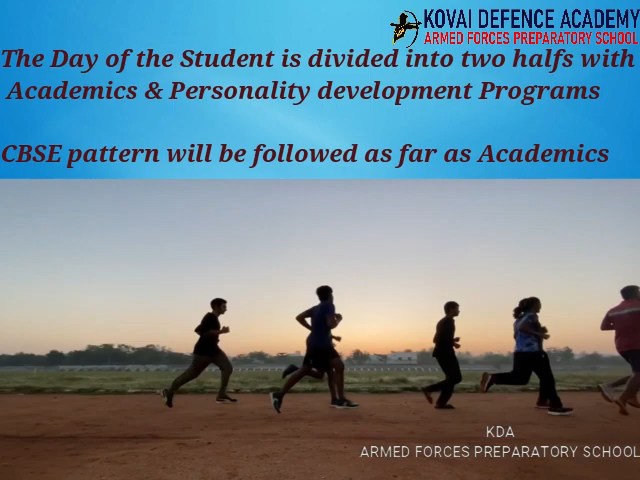 KOVAI DEFENCE ACADEMY
ARMED FORCES PREPARATORY SCHOOL
The Day of the Student is divided into two halfs with
Academics & Personality development Programs
CBSE pattern will be followed as far as Academics
KDA
ARMED FORCES PREPARATORY SCHOOL